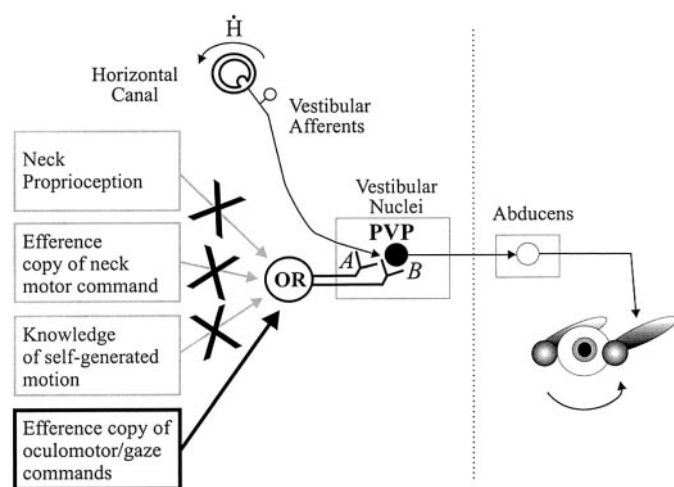 Ḣ
Horizontal
Canal
Vestibular
Afferents
Neck
Proprioception
Vestibular
Nuclei
PVP
Abducens
Efference
copy of neck
motor command
OR
A
B
Knowledge
of self-generated
motion
Efference copy of
oculomotor/gaze
commands